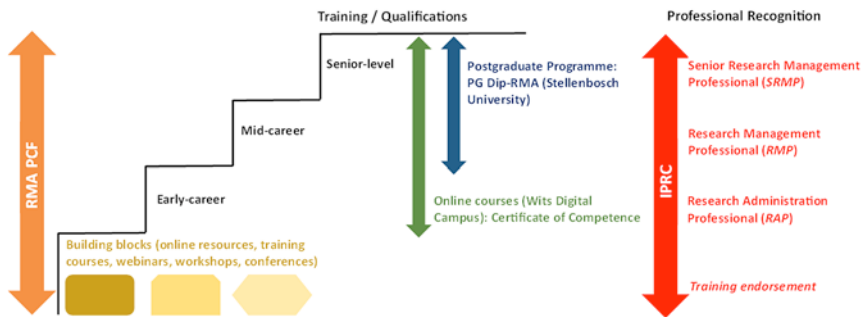 Training / Qualifications
Professional Recognition
RMA PCF
Senior-level
Mid-career
Early-career
Building blocks (online resources, training
courses, webinars, workshops, conferences)
Postgraduate Programme:
PG Dip-RMA (Stellenbosch
University)
Online courses (Wits Digital
Campus): Certificate of Competence
IPRC
Senior Research Management
Professional (SRMP)
Research Management
Professional (RMP)
Research Administration
Professional (RAP)
Training endorsement